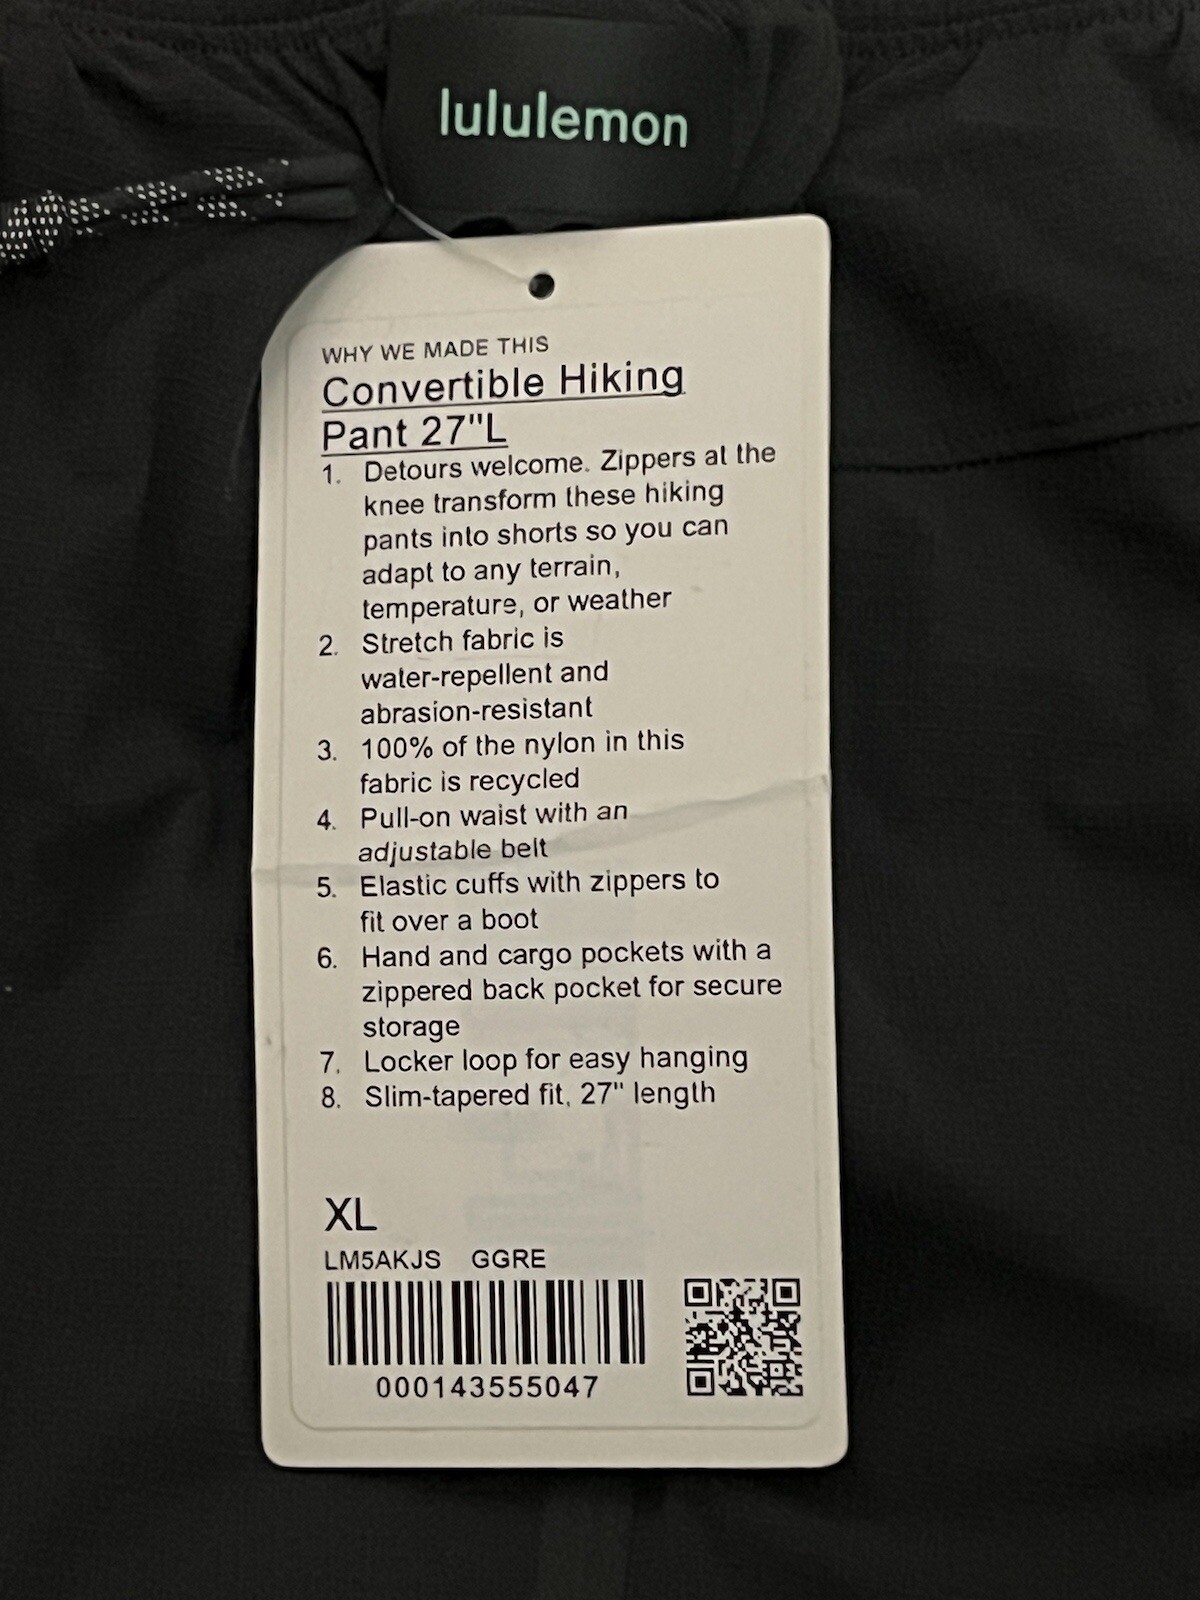 lululemon
WHY WE MADE THIS
Convertible Hiking
Pant 27"L
1. Detours welcome. Zippers at the
knee transform these hiking
pants into shorts so you can
adapt to any terrain,
temperature, or weather
2. Stretch fabric is
water-repellent and
abrasion-resistant
3. 100% of the nylon in this
fabric is recycled
4. Pull-on waist with an
adjustable belt
5. Elastic cuffs with zippers to
fit over a boot
6. Hand and cargo pockets with a
zippered back pocket for secure
storage
7. Locker loop for easy hanging
8. Slim-tapered fit, 27" length
XL
LM5AKJS GGRE
000143555047